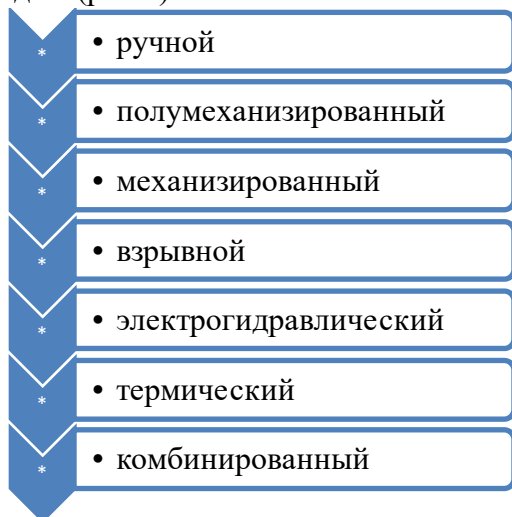 * • ручной
* • полумеханизированный
* • механизированный
* • взрывной
* • электрогидравлический
* • термический
* • комбинированный